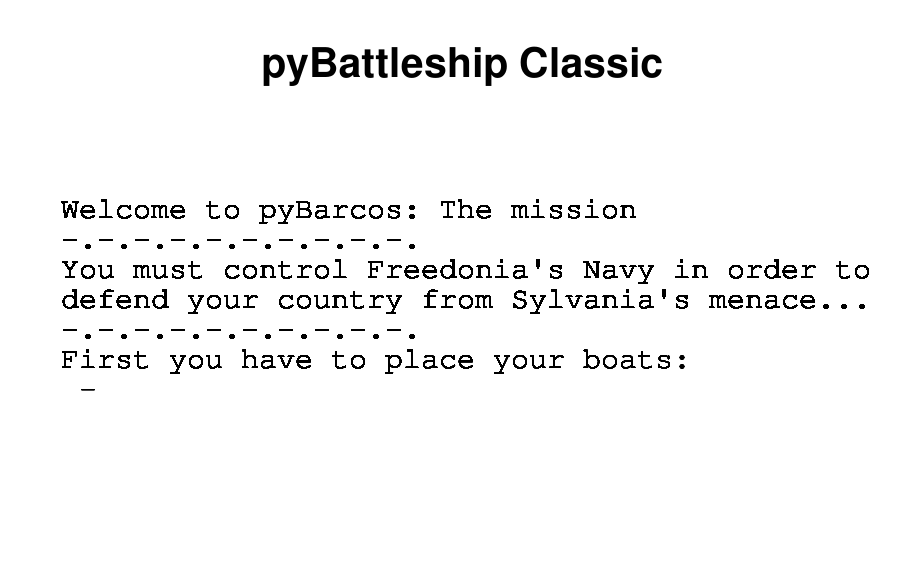 pyBattleship Classic
Welcome to pyBarcos: The mission
-.-.-.-.-.-.-.-.-.-.
You must control Freedonia's Navy in order to
defend your country from Sylvania's menace...
-.-.-.-.-.-.-.-.-.-.
First you have to place your boats:
_